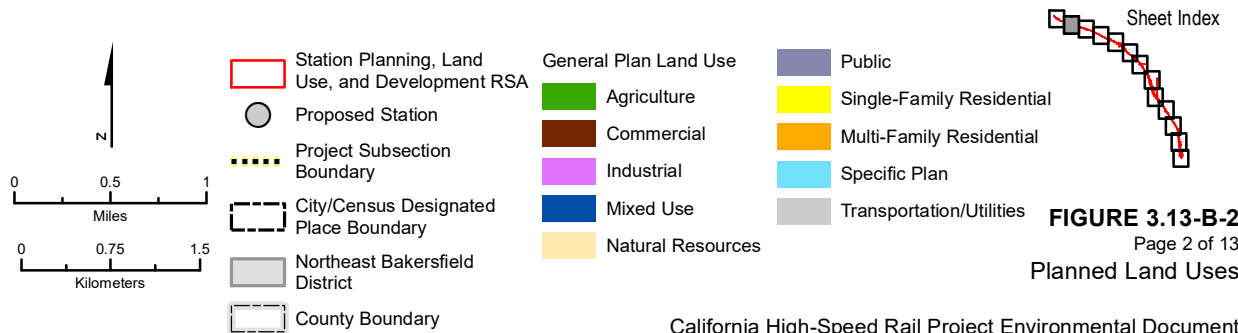 Sheet Index
N
0 0.5 1
Miles
0 0.75 1.5
Kilometers
Station Planning, Land
Use, and Development RSA
Proposed Station
Project Subsection
Boundary
City/Census Designated
Place Boundary
Northeast Bakersfield
District
County Boundary
General Plan Land Use
Agriculture
Commercial
Industrial
Mixed Use
Natural Resources
Public
Single-Family Residential
Multi-Family Residential
Specific Plan
Transportation/Utilities
FIGURE 3.13-B-2
Page 2 of 13
Planned Land Uses
California High-Speed Rail Project Environmental Document